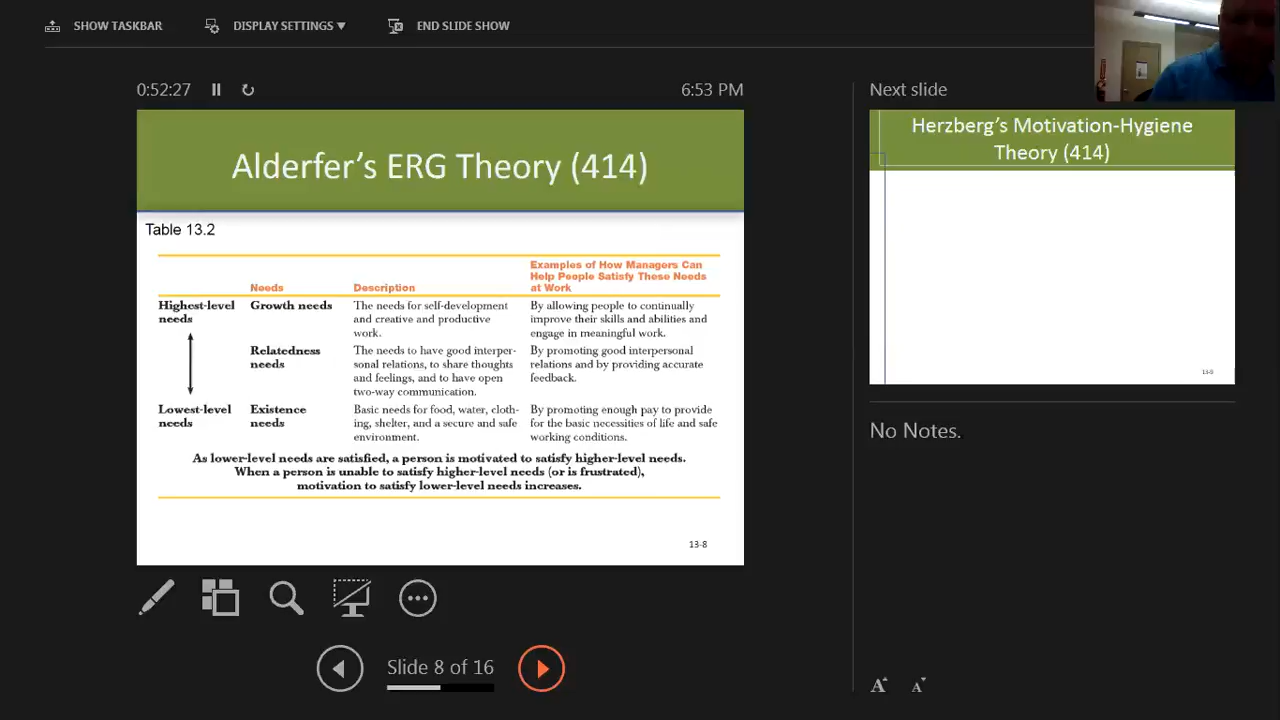 SHOW TASKBAR
DISPLAY SETTINGS ▼
END SLIDE SHOW
0:52:27
6:53 PM
Alderfer's ERG Theory (414)
Table 13.2
Needs
Description
Examples of How Managers Can
Help People Satisfy These Needs
at Work
Highest-level
needs
Growth needs
The needs for self-development
and creative and productive
work.
By allowing people to continually
improve their skills and abilities and
engage in meaningful work.
Relatedness
needs
The needs to have good interper-
sonal relations, to share thoughts
and feelings, and to have open
two-way communication.
By promoting good interpersonal
relations and by providing accurate
feedback.
Lowest-level
needs
Existence
needs
Basic needs for food, water, cloth-
ing, shelter, and a secure and safe
environment.
By promoting enough pay to provide
for the basic necessities of life and safe
working conditions.
As lower-level needs are satisfied, a person is motivated to satisfy higher-level needs.
When a person is unable to satisfy higher-level needs (or is frustrated),
motivation to satisfy lower-level needs increases.
13-8
Slide 8 of 16
Next slide
Herzberg's Motivation-Hygiene
Theory (414)
13-8
No Notes.
A A